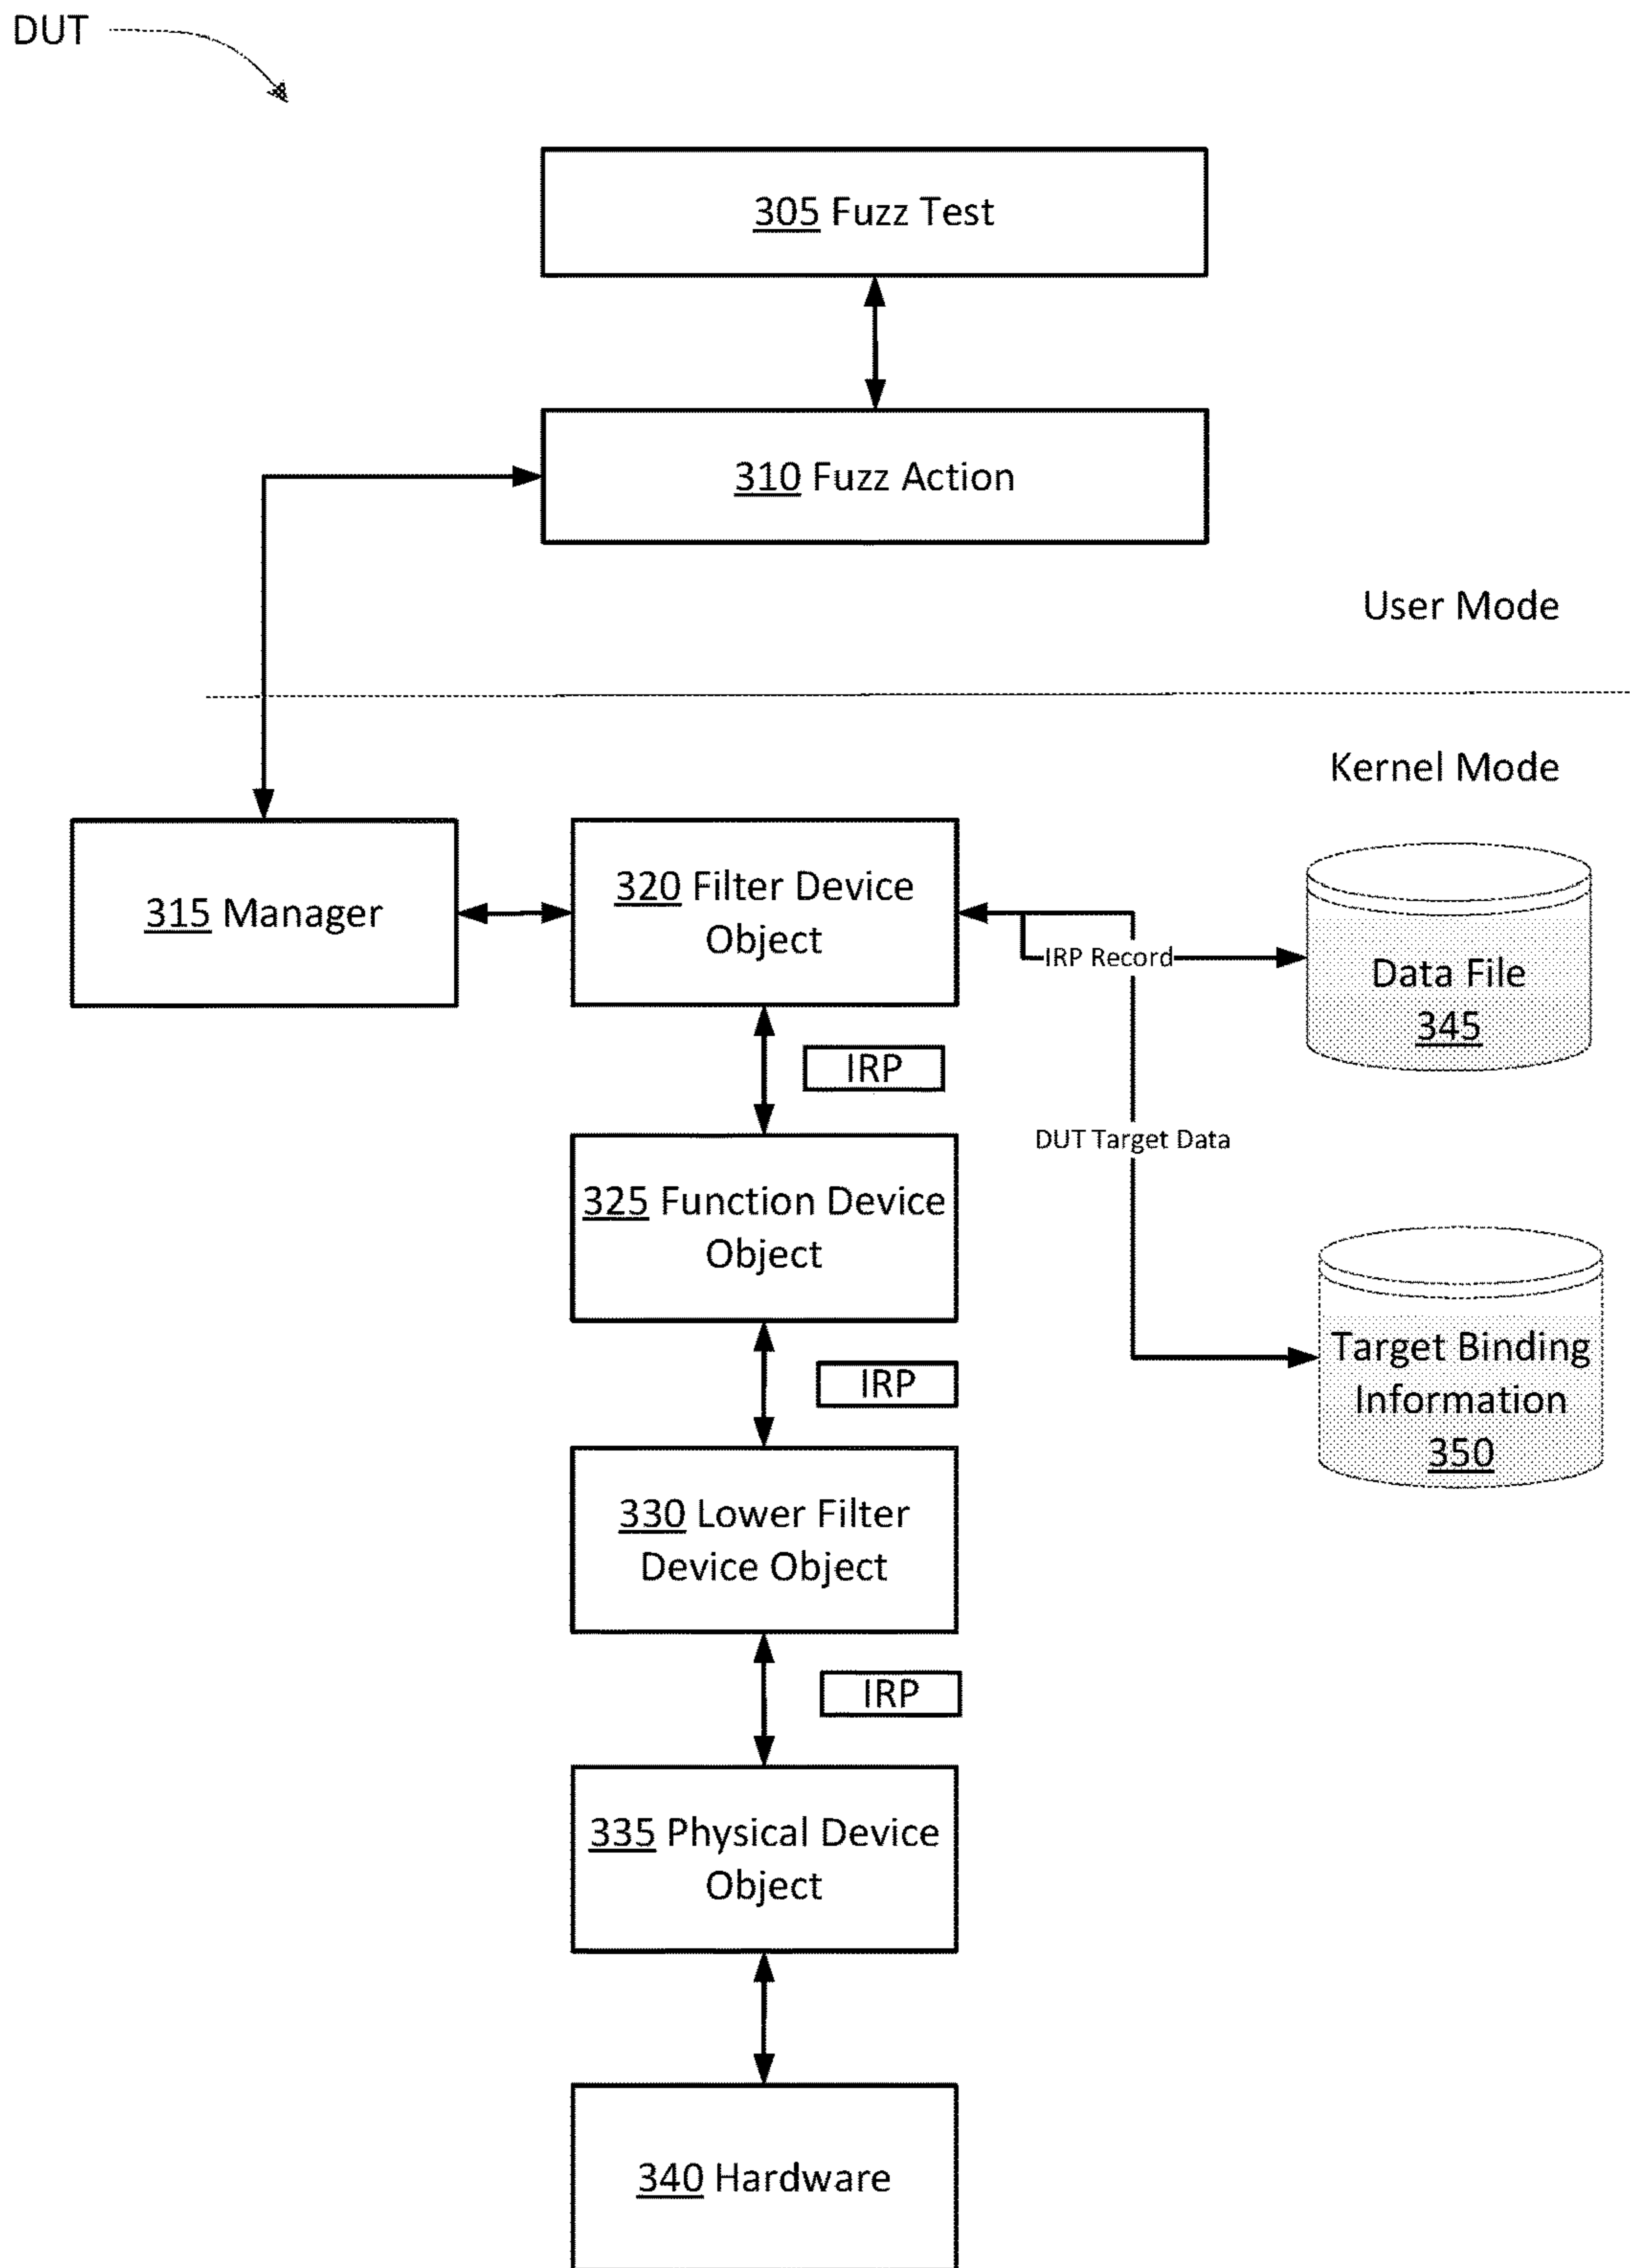 DUT
305 Fuzz Test
310 Fuzz Action
User Mode
Kernel Mode
315 Manager
320 Filter Device
Object
IRP Record
Data File
345
IRP
DUT Target Data
325 Function Device
Object
Target Binding
Information
350
IRP
330 Lower Filter
Device Object
IRP
335 Physical Device
Object
340 Hardware